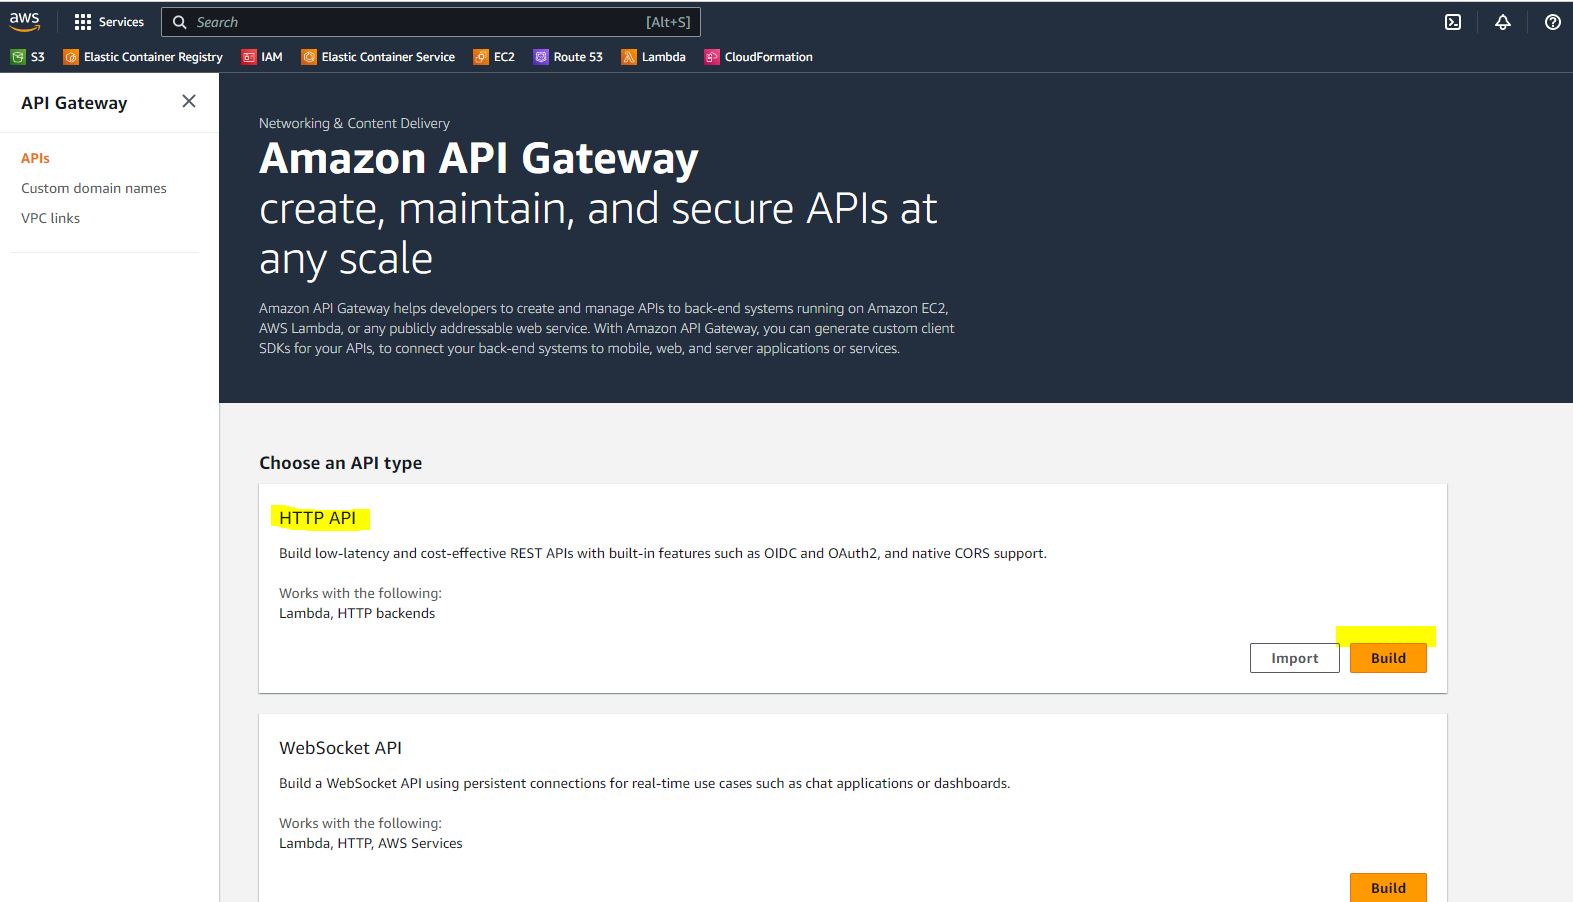 aws
Services
Search
[Alt+S]
S3
Elastic Container Registry
IAM
Elastic Container Service
EC2
Route 53
Lambda
CloudFormation
API Gateway
APIs
Custom domain names
VPC links
Networking & Content Delivery
Amazon API Gateway
create, maintain, and secure APIs at
any scale
Amazon API Gateway helps developers to create and manage APIs to back-end systems running on Amazon EC2,
AWS Lambda, or any publicly addressable web service. With Amazon API Gateway, you can generate custom client
SDKs for your APIs, to connect your back-end systems to mobile, web, and server applications or services.
Choose an API type
HTTP API
Build low-latency and cost-effective REST APIs with built-in features such as OIDC and OAuth2, and native CORS support.
Works with the following:
Lambda, HTTP backends
Import
Build
WebSocket API
Build a WebSocket API using persistent connections for real-time use cases such as chat applications or dashboards.
Works with the following:
Lambda, HTTP, AWS Services
Build